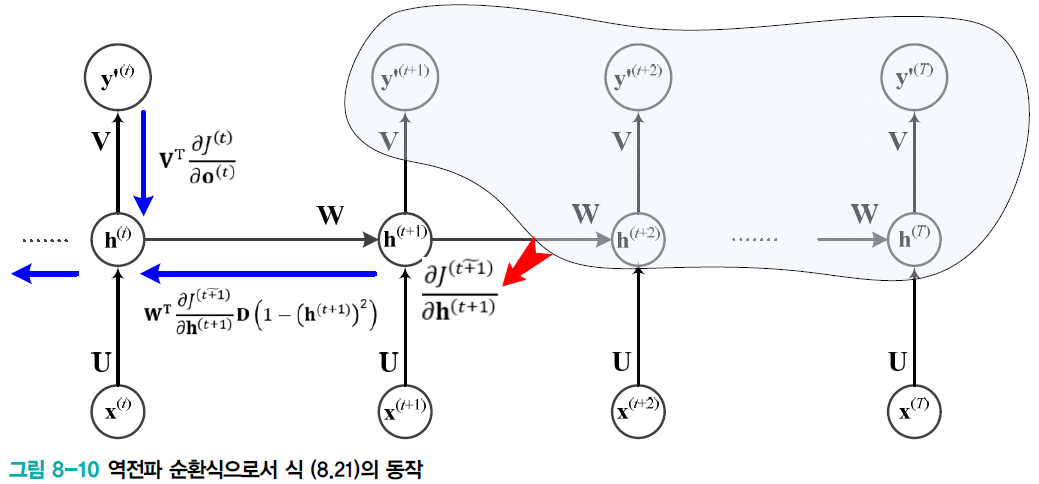 y'^(t) y'^(t+1) y'^(t+2) y'^(T)
V V^T ∂J^(t)/∂o^(t) V V V
W W W
....... h^(t) h^(t+1) h^(t+2) ....... h^(T)
∂J^(t+1~)/∂h^(t+1)
W^T ∂J^(t+1~)/∂h^(t+1) D(1−(h^(t+1))^2)
U U U U
x^(t) x^(t+1) x^(t+2) x^(T)
그림 8-10 역전파 순환식으로서 식 (8.21)의 동작